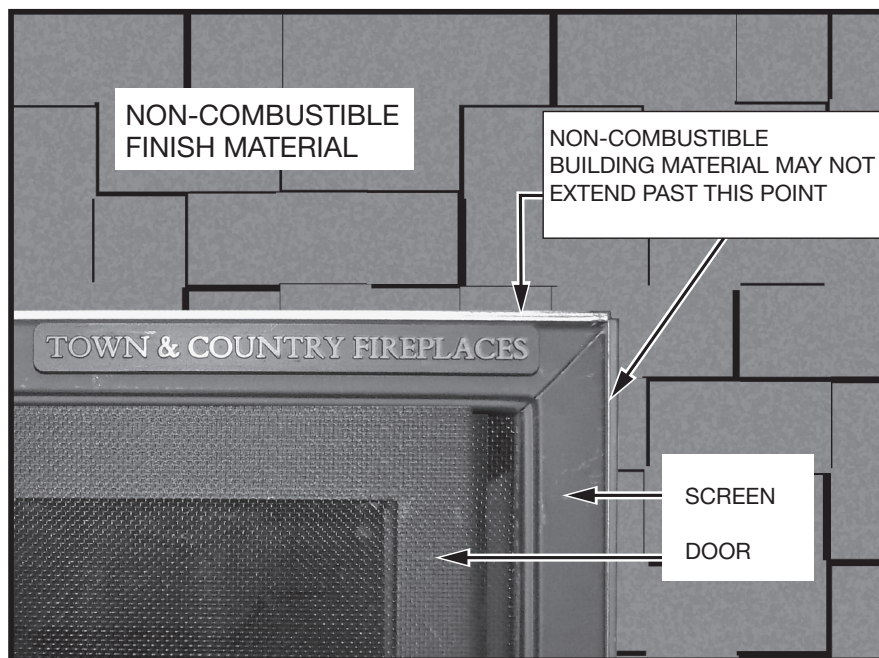 NON-COMBUSTIBLE
FINISH MATERIAL
NON-COMBUSTIBLE
BUILDING MATERIAL MAY NOT
EXTEND PAST THIS POINT
TOWN & COUNTRY FIREPLACES
SCREEN
DOOR